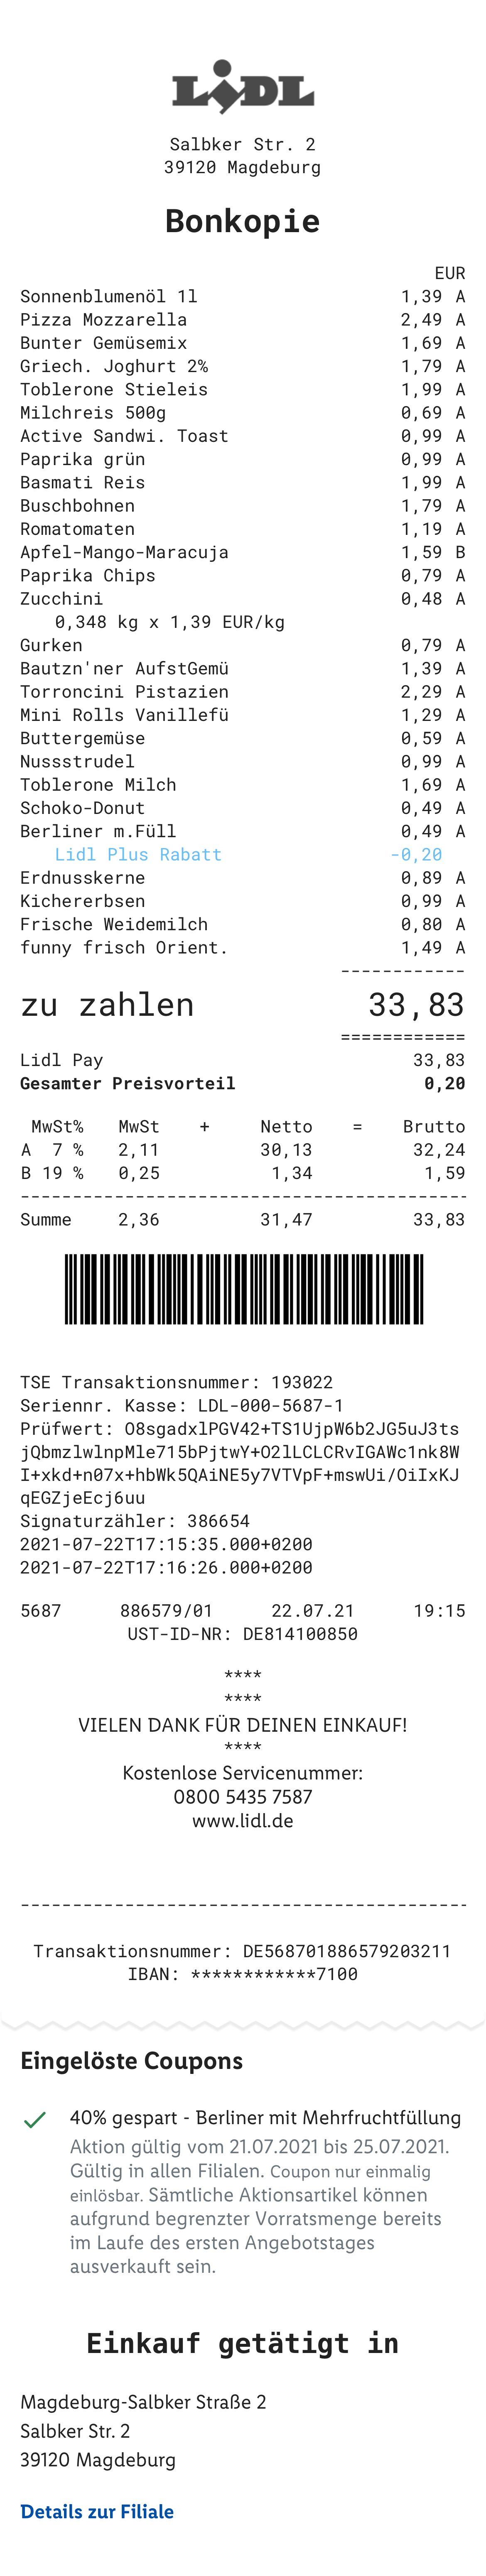 LIDL
Salbker Str. 2
39120 Magdeburg
Bonkopie
EUR
Sonnenblumenöl 1l 1,39 A
Pizza Mozzarella 2,49 A
Bunter Gemüsemix 1,69 A
Griech. Joghurt 2% 1,79 A
Toblerone Stieleis 1,99 A
Milchreis 500g 0,69 A
Active Sandwi. Toast 0,99 A
Paprika grün 0,99 A
Basmati Reis 1,99 A
Buschbohnen 1,79 A
Romatomaten 1,19 A
Apfel-Mango-Maracuja 1,59 B
Paprika Chips 0,79 A
Zucchini 0,48 A
0,348 kg x 1,39 EUR/kg
Gurken 0,79 A
Bautzn'ner AufstGemü 1,39 A
Torroncini Pistazien 2,29 A
Mini Rolls Vanillefü 1,29 A
Buttergemüse 0,59 A
Nussstrudel 0,99 A
Toblerone Milch 1,69 A
Schoko-Donut 0,49 A
Berliner m.Füll 0,49 A
Lidl Plus Rabatt -0,20
Erdnusskerne 0,89 A
Kichererbsen 0,99 A
Frische Weidemilch 0,80 A
funny frisch Orient. 1,49 A
------------
zu zahlen 33,83
============
Lidl Pay 33,83
Gesamter Preisvorteil 0,20
MwSt% MwSt + Netto = Brutto
A 7 % 2,11 30,13 32,24
B 19 % 0,25 1,34 1,59
-------------------------------------------
Summe 2,36 31,47 33,83
TSE Transaktionsnummer: 193022
Seriennr. Kasse: LDL-000-5687-1
Prüfwert: O8sgadxlPGV42+TS1UjpW6b2JG5uJ3ts
jQbmzlwlnpMle715bPjtwY+O2lLCLCRvIGAWc1nk8W
I+xkd+n07x+hbWk5QAiNE5y7VTVpF+mswUi/OiIxKJ
qEGZjeEcj6uu
Signaturzähler: 386654
2021-07-22T17:15:35.000+0200
2021-07-22T17:16:26.000+0200
5687 886579/01 22.07.21 19:15
UST-ID-NR: DE814100850
****
****
VIELEN DANK FÜR DEINEN EINKAUF!
****
Kostenlose Servicenummer:
0800 5435 7587
www.lidl.de
-------------------------------------------
Transaktionsnummer: DE568701886579203211
IBAN: ************7100
Eingelöste Coupons
40% gespart - Berliner mit Mehrfruchtfüllung
Aktion gültig vom 21.07.2021 bis 25.07.2021.
Gültig in allen Filialen. Coupon nur einmalig
einlösbar. Sämtliche Aktionsartikel können
aufgrund begrenzter Vorratsmenge bereits
im Laufe des ersten Angebotstages
ausverkauft sein.
Einkauf getätigt in
Magdeburg-Salbker Straße 2
Salbker Str. 2
39120 Magdeburg
Details zur Filiale